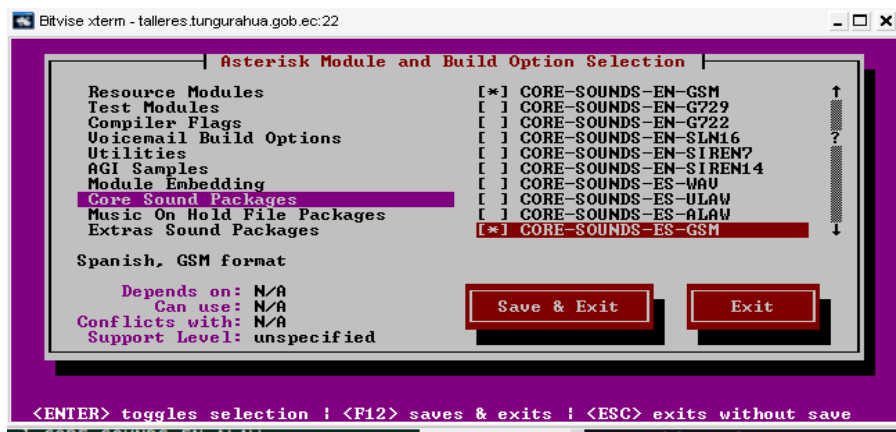 Bitvise xterm - talleres.tungurahua.gob.ec:22
Asterisk Module and Build Option Selection
Resource Modules [*] CORE-SOUNDS-EN-GSM
Test Modules [ ] CORE-SOUNDS-EN-G729
Compiler Flags [ ] CORE-SOUNDS-EN-G722
Voicemail Build Options [ ] CORE-SOUNDS-EN-SLN16
Utilities [ ] CORE-SOUNDS-EN-SIREN7
AGI Samples [ ] CORE-SOUNDS-EN-SIREN14
Module Embedding [ ] CORE-SOUNDS-ES-WAV
Core Sound Packages [ ] CORE-SOUNDS-ES-ULAW
Music On Hold File Packages [ ] CORE-SOUNDS-ES-ALAW
Extras Sound Packages [*] CORE-SOUNDS-ES-GSM
Spanish, GSM format
Depends on: N/A
Can use: N/A
Conflicts with: N/A
Support Level: unspecified
Save & Exit Exit
<ENTER> toggles selection | <F12> saves & exits | <ESC> exits without save